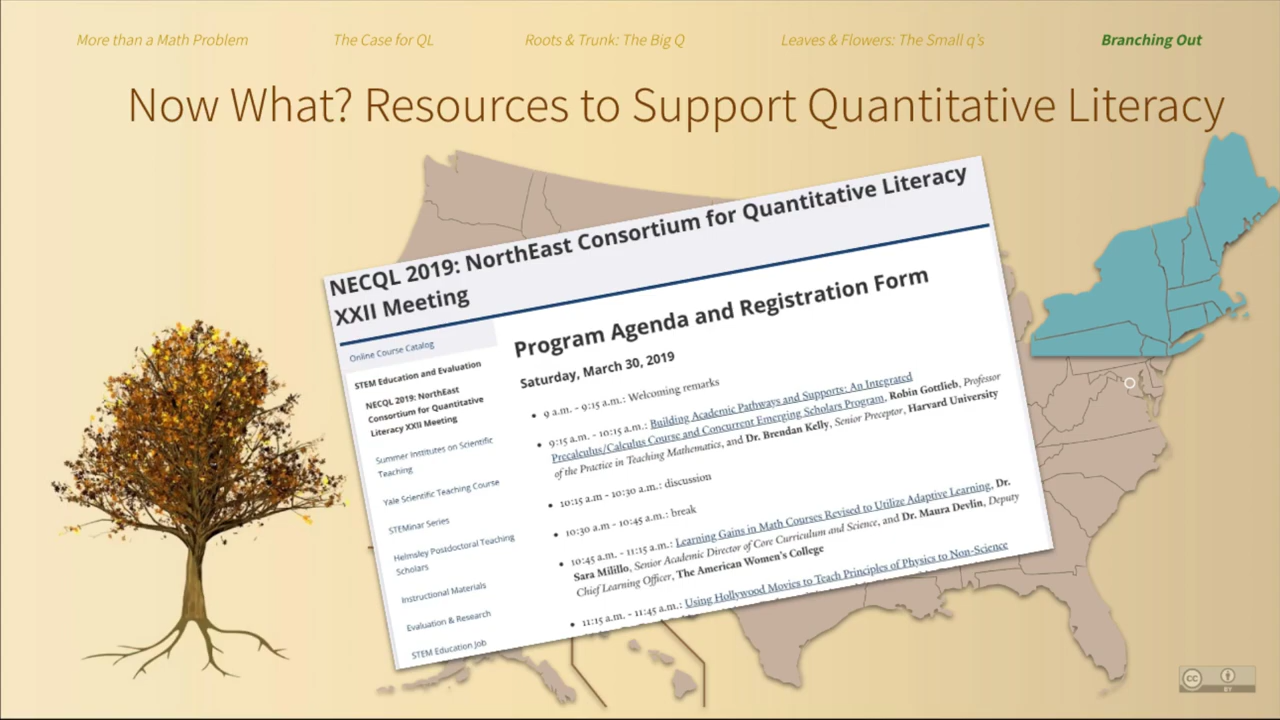 More than a Math Problem
The Case for QL
Roots & Trunk: The Big Q
Leaves & Flowers: The Small q's
Branching Out
Now What? Resources to Support Quantitative Literacy
NECQL 2019: NorthEast Consortium for Quantitative Literacy
XXII Meeting
Online Course Catalog
STEM Education and Evaluation
NECQL 2019: NorthEast
Consortium for Quantitative
Literacy XXII Meeting
Summer Institutes on Scientific
Teaching
Yale Scientific Teaching Course
STEMinar Series
Helmsley Postdoctoral Teaching
Scholars
Instructional Materials
Evaluation & Research
STEM Education Job
Program Agenda and Registration Form
Saturday, March 30, 2019
• 9 a.m. - 9:15 a.m.: Welcoming remarks
• 9:15 a.m. - 10:15 a.m.: Building Academic Pathways and Supports: An Integrated
Precalculus/Calculus Course and Concurrent Emerging Scholars Program, Robin Gottlieb, Professor
of the Practice in Teaching Mathematics, and Dr. Brendan Kelly, Senior Preceptor, Harvard University
• 10:15 a.m - 10:30 a.m.: discussion
• 10:30 a.m - 10:45 a.m.: break
• 10:45 a.m. - 11:15 a.m.: Learning Gains in Math Courses Revised to Utilize Adaptive Learning, Dr.
Sara Milillo, Senior Academic Director of Core Curriculum and Science, and Dr. Maura Devlin, Deputy
Chief Learning Officer, The American Women's College
• 11:15 a.m. - 11:45 a.m.: Using Hollywood Movies to Teach Principles of Physics to Non-Science
CC
BY